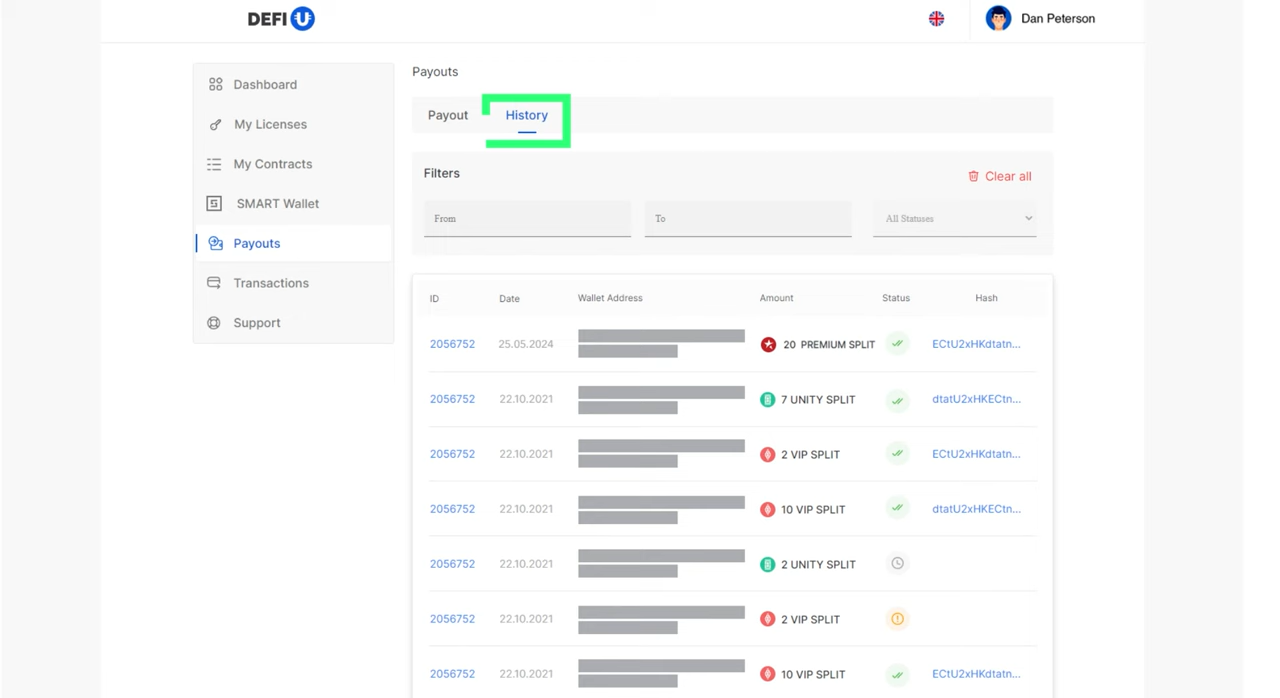 DEFI U
Dan Peterson
Dashboard
My Licenses
My Contracts
SMART Wallet
Payouts
Transactions
Support
Payouts
Payout History
Filters
Clear all
From To All Statuses
ID Date Wallet Address Amount Status Hash
2056752 25.05.2024 20 PREMIUM SPLIT ECtU2xHKdtatn...
2056752 22.10.2021 7 UNITY SPLIT dtatU2xHKECtn...
2056752 22.10.2021 2 VIP SPLIT ECtU2xHKdtatn...
2056752 22.10.2021 10 VIP SPLIT dtatU2xHKECtn...
2056752 22.10.2021 2 UNITY SPLIT
2056752 22.10.2021 2 VIP SPLIT
2056752 22.10.2021 10 VIP SPLIT ECtU2xHKdtatn...